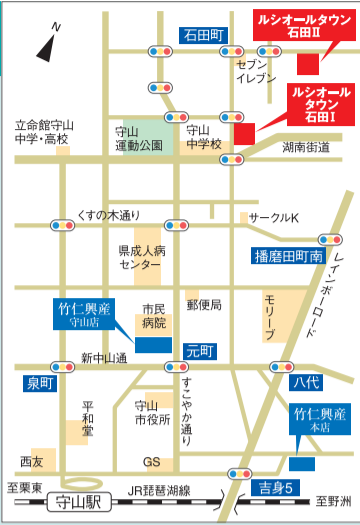 N
石田町
ルシオールタウン
石田Ⅱ
セブン
イレブン
ルシオール
タウン
石田Ⅰ
立命館守山
中学・高校
守山
運動公園
守山
中学校
湖南街道
くすの木通り
サークルK
県成人病
センター
播磨田町南
レインボーロード
竹仁興産
守山店
市民
病院
郵便局
モリーブ
元町
新中山通
泉町
八代
すこやか通り
平和堂
守山
市役所
竹仁興産
本店
西友
GS
吉身5
至栗東
守山駅
JR琵琶湖線
至野洲